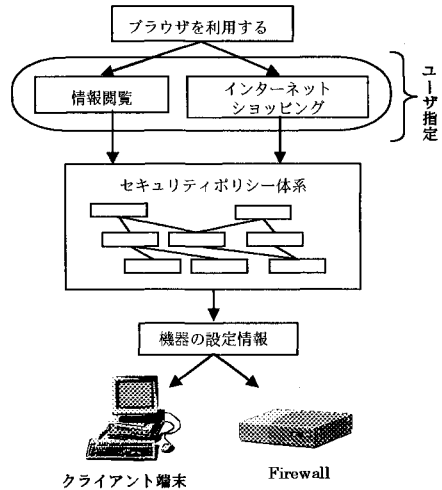 ブラウザを利用する
情報閲覧
インターネット
ショッピング
ユーザ指定
セキュリティポリシー体系
機器の設定情報
クライアント端末
Firewall